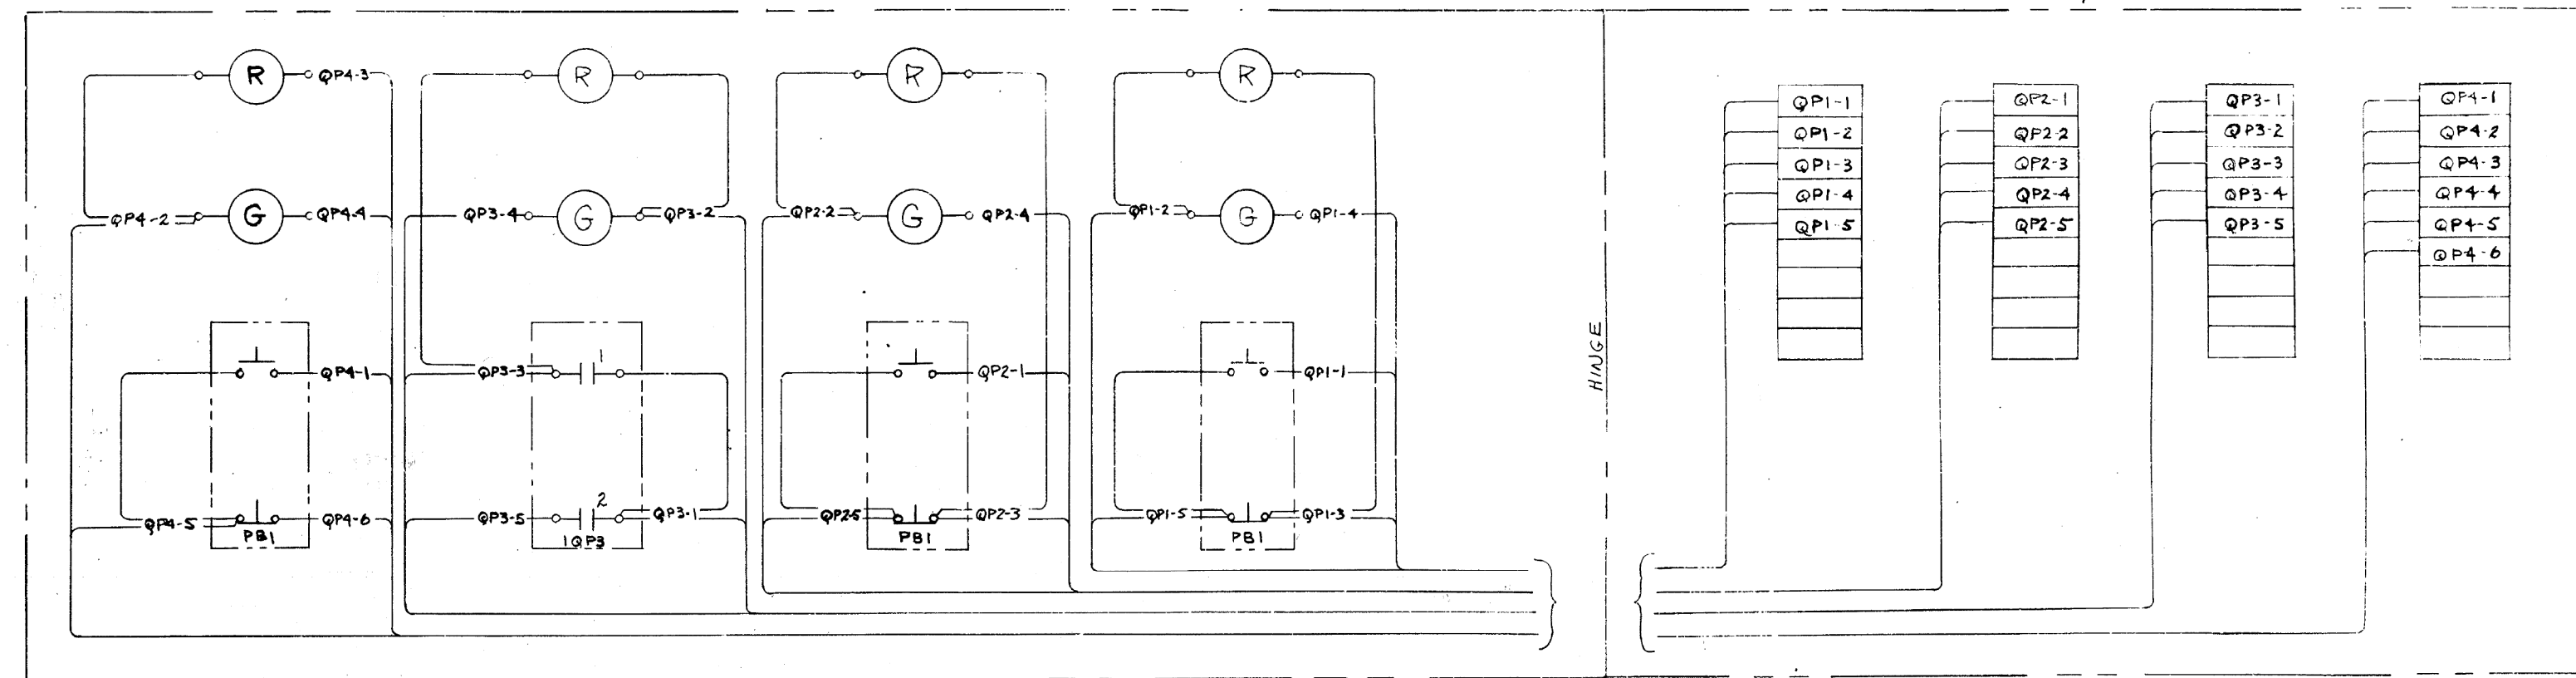 R QP4-3 R R R
QP4-2 G QP4-4 QP3-4 G QP3-2 QP2-2 G QP2-4 QP1-2 G QP1-4
1
QP4-1 QP3-3 QP2-1 QP1-1
2
QP4-5 QP4-6 QP3-5 QP3-1 QP2-5 QP2-3 QP1-5 QP1-3
PB1 1QP3 PB1 PB1
HINGE
QP1-1 QP2-1 QP3-1 QP4-1
QP1-2 QP2-2 QP3-2 QP4-2
QP1-3 QP2-3 QP3-3 QP4-3
QP1-4 QP2-4 QP3-4 QP4-4
QP1-5 QP2-5 QP3-5 QP4-5
QP4-6